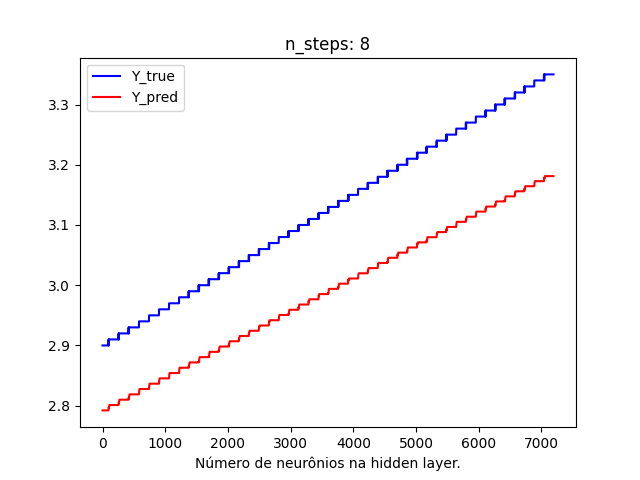 n_steps: 8
Y_true
Y_pred
3.3
3.2
3.1
3.0
2.9
2.8
0 1000 2000 3000 4000 5000 6000 7000
Número de neurônios na hidden layer.